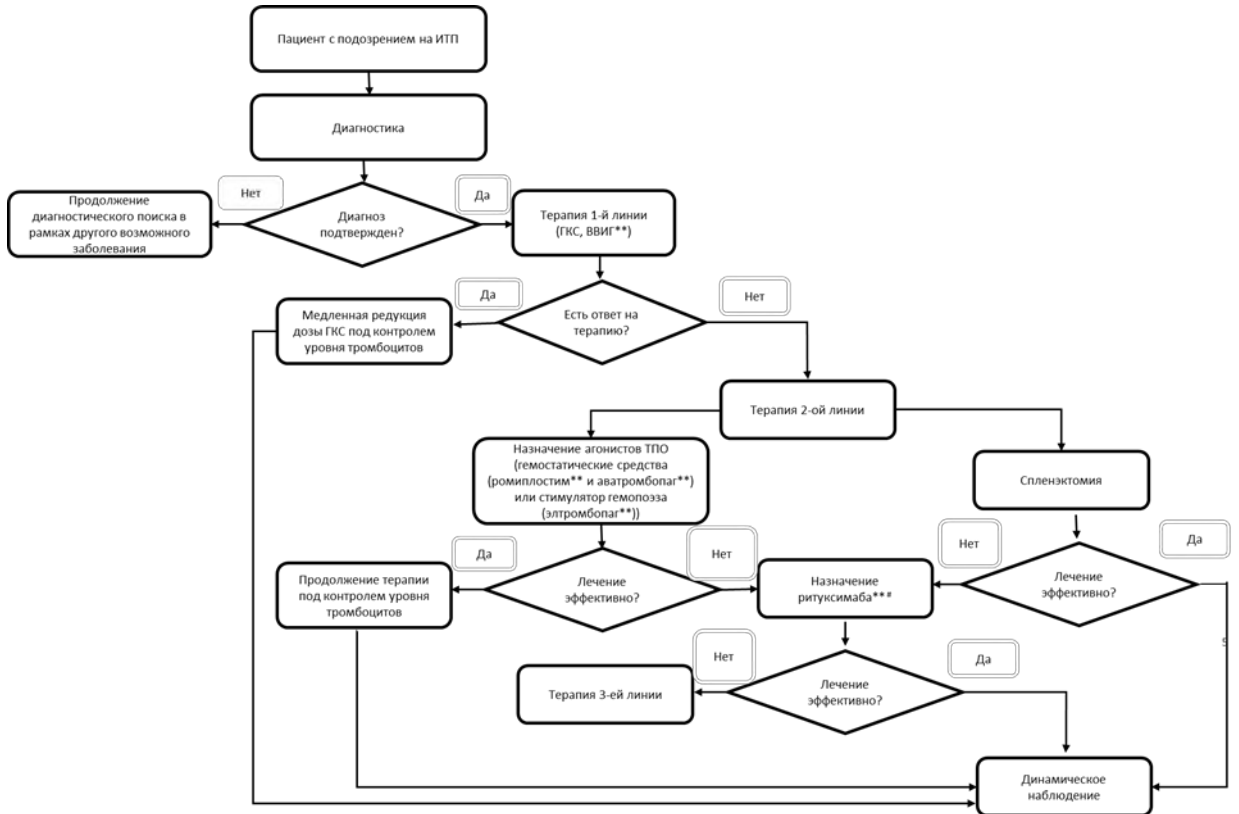 Пациент с подозрением на ИТП
Диагностика
Нет
Да
Продолжение
диагностического поиска в
рамках другого возможного
заболевания
Диагноз
подтвержден?
Терапия 1-й линии
(ГКС, ВВИГ**)
Да
Нет
Медленная редукция
дозы ГКС под контролем
уровня тромбоцитов
Есть ответ на
терапию?
Терапия 2-ой линии
Назначение агонистов ТПО
(гемостатические средства
(ромиплостим** и аватромбопаг**)
или стимулятор гемопоэза
(элтромбопаг**))
Спленэктомия
Да
Нет
Нет
Да
Продолжение терапии
под контролем уровня
тромбоцитов
Лечение
эффективно?
Назначение
ритуксимаба**#
Лечение
эффективно?
Нет
Да
Терапия 3-ей линии
Лечение
эффективно?
Динамическое
наблюдение